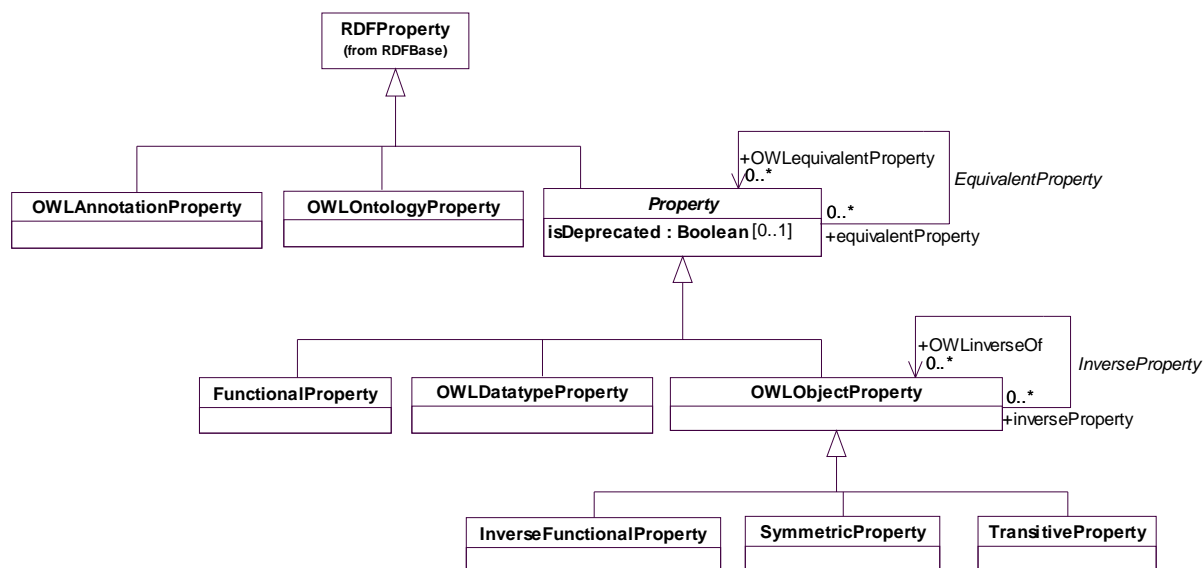 RDFProperty
(from RDFBase)
+OWLequivalentProperty
0..*
EquivalentProperty
OWLAnnotationProperty
OWLOntologyProperty
Property
0..*
isDeprecated : Boolean [0..1]
+equivalentProperty
+OWLinverseOf
0..*
InverseProperty
FunctionalProperty
OWLDatatypeProperty
OWLObjectProperty
0..*
+inverseProperty
InverseFunctionalProperty
SymmetricProperty
TransitiveProperty